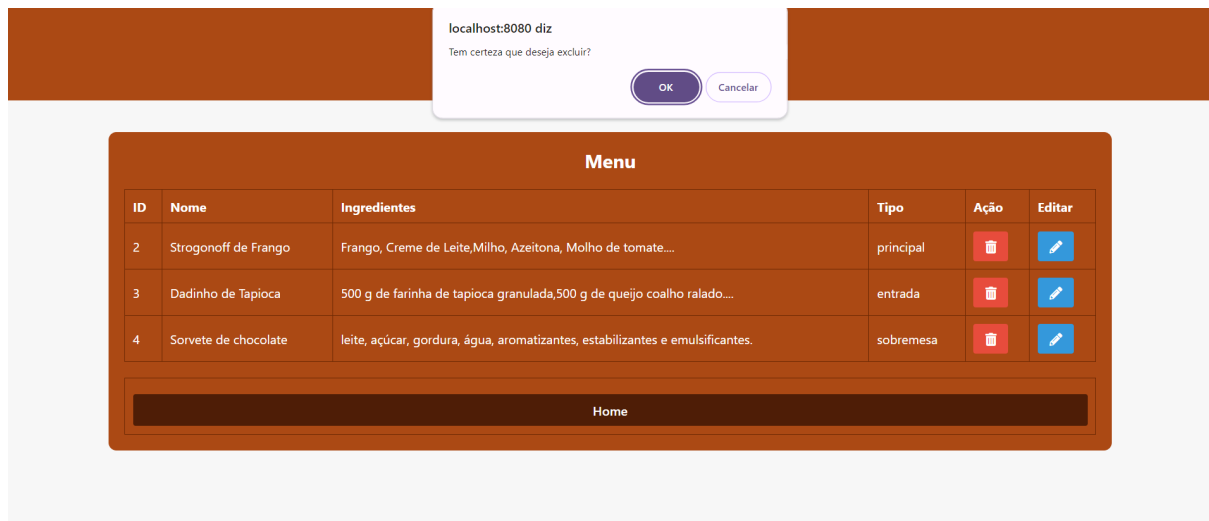 localhost:8080 diz
Tem certeza que deseja excluir?
OK Cancelar
Menu
ID Nome Ingredientes Tipo Ação Editar
2 Strogonoff de Frango Frango, Creme de Leite,Milho, Azeitona, Molho de tomate.... principal
3 Dadinho de Tapioca 500 g de farinha de tapioca granulada,500 g de queijo coalho ralado.... entrada
4 Sorvete de chocolate leite, açúcar, gordura, água, aromatizantes, estabilizantes e emulsificantes. sobremesa
Home